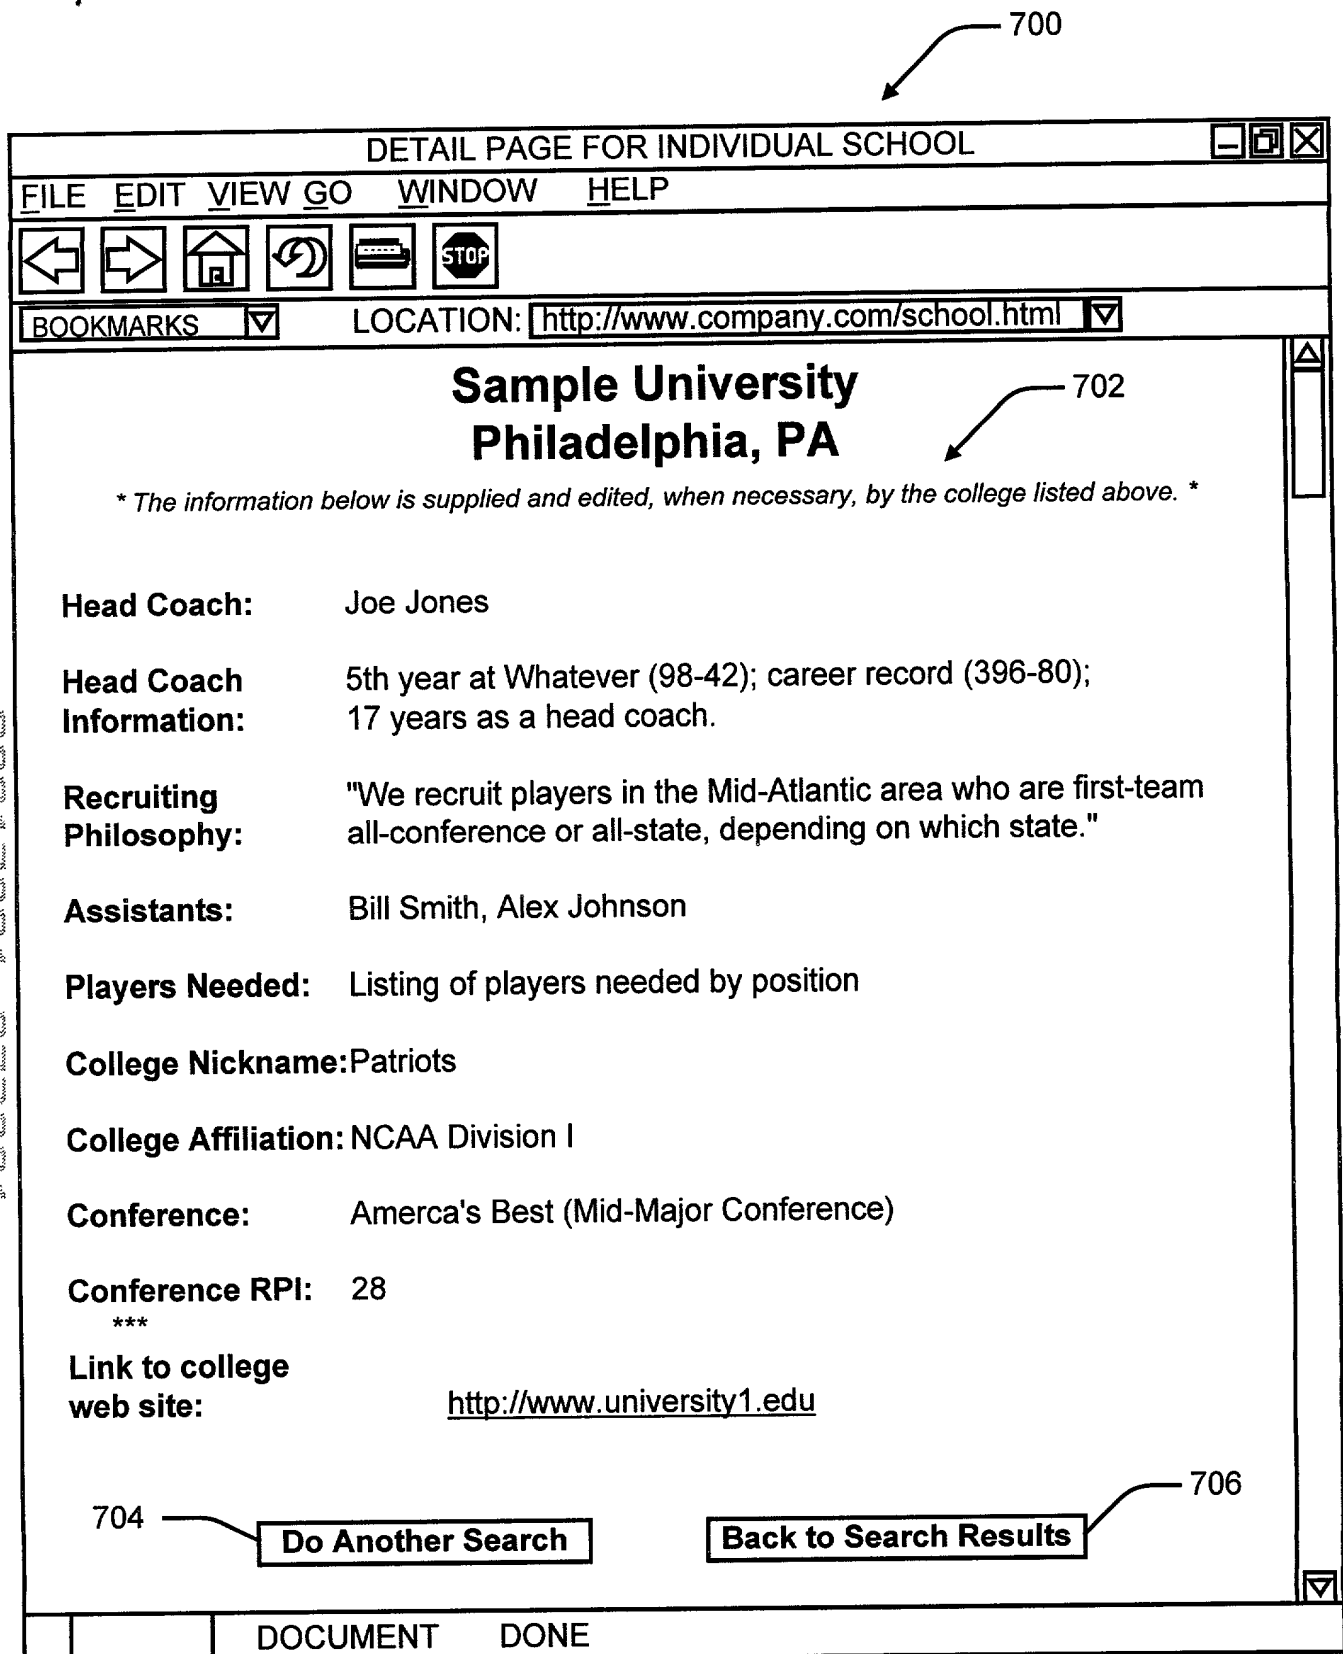 700
DETAIL PAGE FOR INDIVIDUAL SCHOOL
FILE EDIT VIEW GO WINDOW HELP
STOP
BOOKMARKS LOCATION: http://www.company.com/school.html
Sample University
702
Philadelphia, PA
* The information below is supplied and edited, when necessary, by the college listed above. *
Head Coach: Joe Jones
Head Coach 5th year at Whatever (98-42); career record (396-80);
Information: 17 years as a head coach.
Recruiting "We recruit players in the Mid-Atlantic area who are first-team
Philosophy: all-conference or all-state, depending on which state."
Assistants: Bill Smith, Alex Johnson
Players Needed: Listing of players needed by position
College Nickname: Patriots
College Affiliation: NCAA Division I
Conference: Amerca's Best (Mid-Major Conference)
Conference RPI: 28
***
Link to college
web site: http://www.university1.edu
706
704
Do Another Search Back to Search Results
DOCUMENT DONE